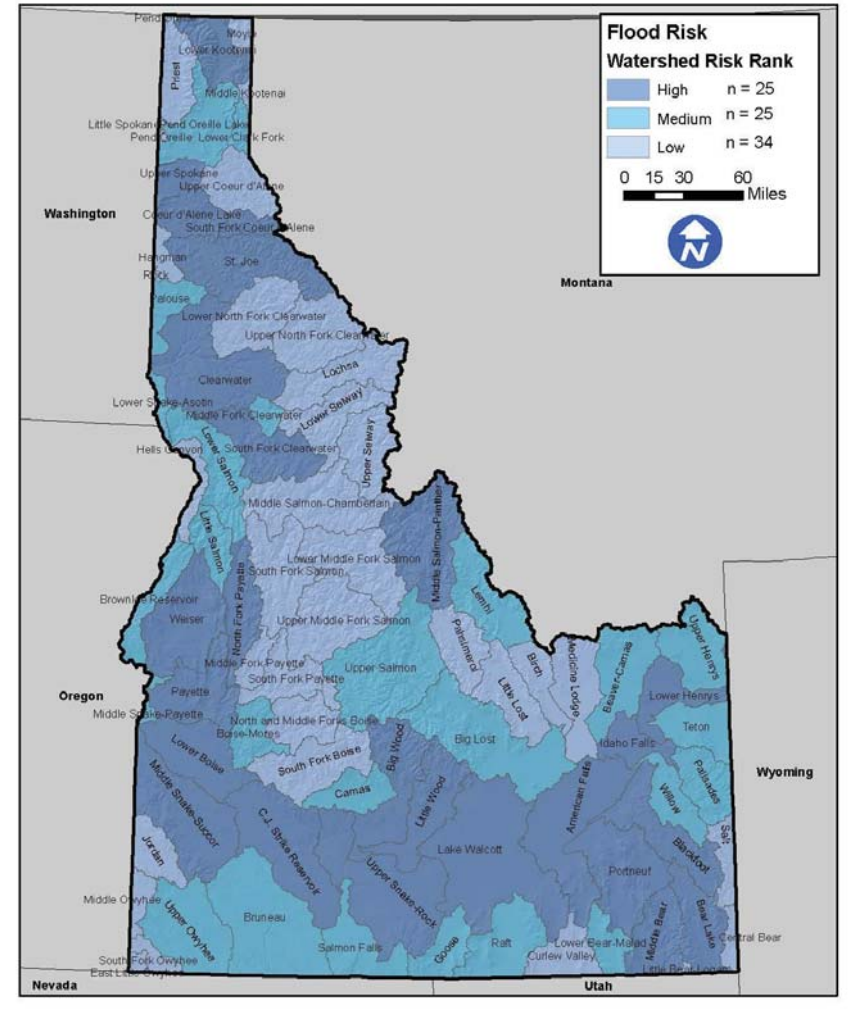 Flood Risk
Watershed Risk Rank
High n = 25
Medium n = 25
Low n = 34
0 15 30 60
Miles
N
Pend Oreille
Moyie
Lower Kootenai
Priest
Middle Kootenai
Little Spokane
Pend Oreille Lake
Pend Oreille
Lower Clark Fork
Upper Spokane
Upper Coeur d'Alene
Washington
Coeur d'Alene Lake
South Fork Coeur d'Alene
Hangman
St. Joe
Rock
Montana
Palouse
Lower North Fork Clearwater
Upper North Fork Clearwater
Lochsa
Clearwater
Lower Selway
Lower Snake-Asotin
Middle Fork Clearwater
Hells Canyon
Lower Salmon
South Fork Clearwater
Upper Selway
Middle Salmon-Chamberlain
Little Salmon
Middle Salmon-Panther
Lower Middle Fork Salmon
South Fork Salmon
Brownlee Reservoir
Weiser
North Fork Payette
Lemhi
Upper Middle Fork Salmon
Pahsimeroi
Birch
Medicine Lodge
Beaver-Camas
Upper Henrys
Middle Fork Payette
South Fork Payette
Upper Salmon
Little Lost
Oregon
Payette
Lower Henrys
Middle Snake-Payette
North and Middle Forks Boise
Boise-Mores
Teton
Lower Boise
South Fork Boise
Big Wood
Big Lost
Idaho Falls
Wyoming
Middle Snake-Succor
Camas
Little Wood
American Falls
Willow
Palisades
C.J. Strike Reservoir
Lake Walcott
Salt
Jordan
Upper Snake-Rock
Portneuf
Blackfoot
Middle Owyhee
Upper Owyhee
Bruneau
Salmon Falls
Goose
Raft
Lower Bear-Malad
Curlew Valley
Middle Bear
Bear Lake
Central Bear
South Fork Owyhee
East Little Owyhee
Little Bear-Logan
Nevada
Utah